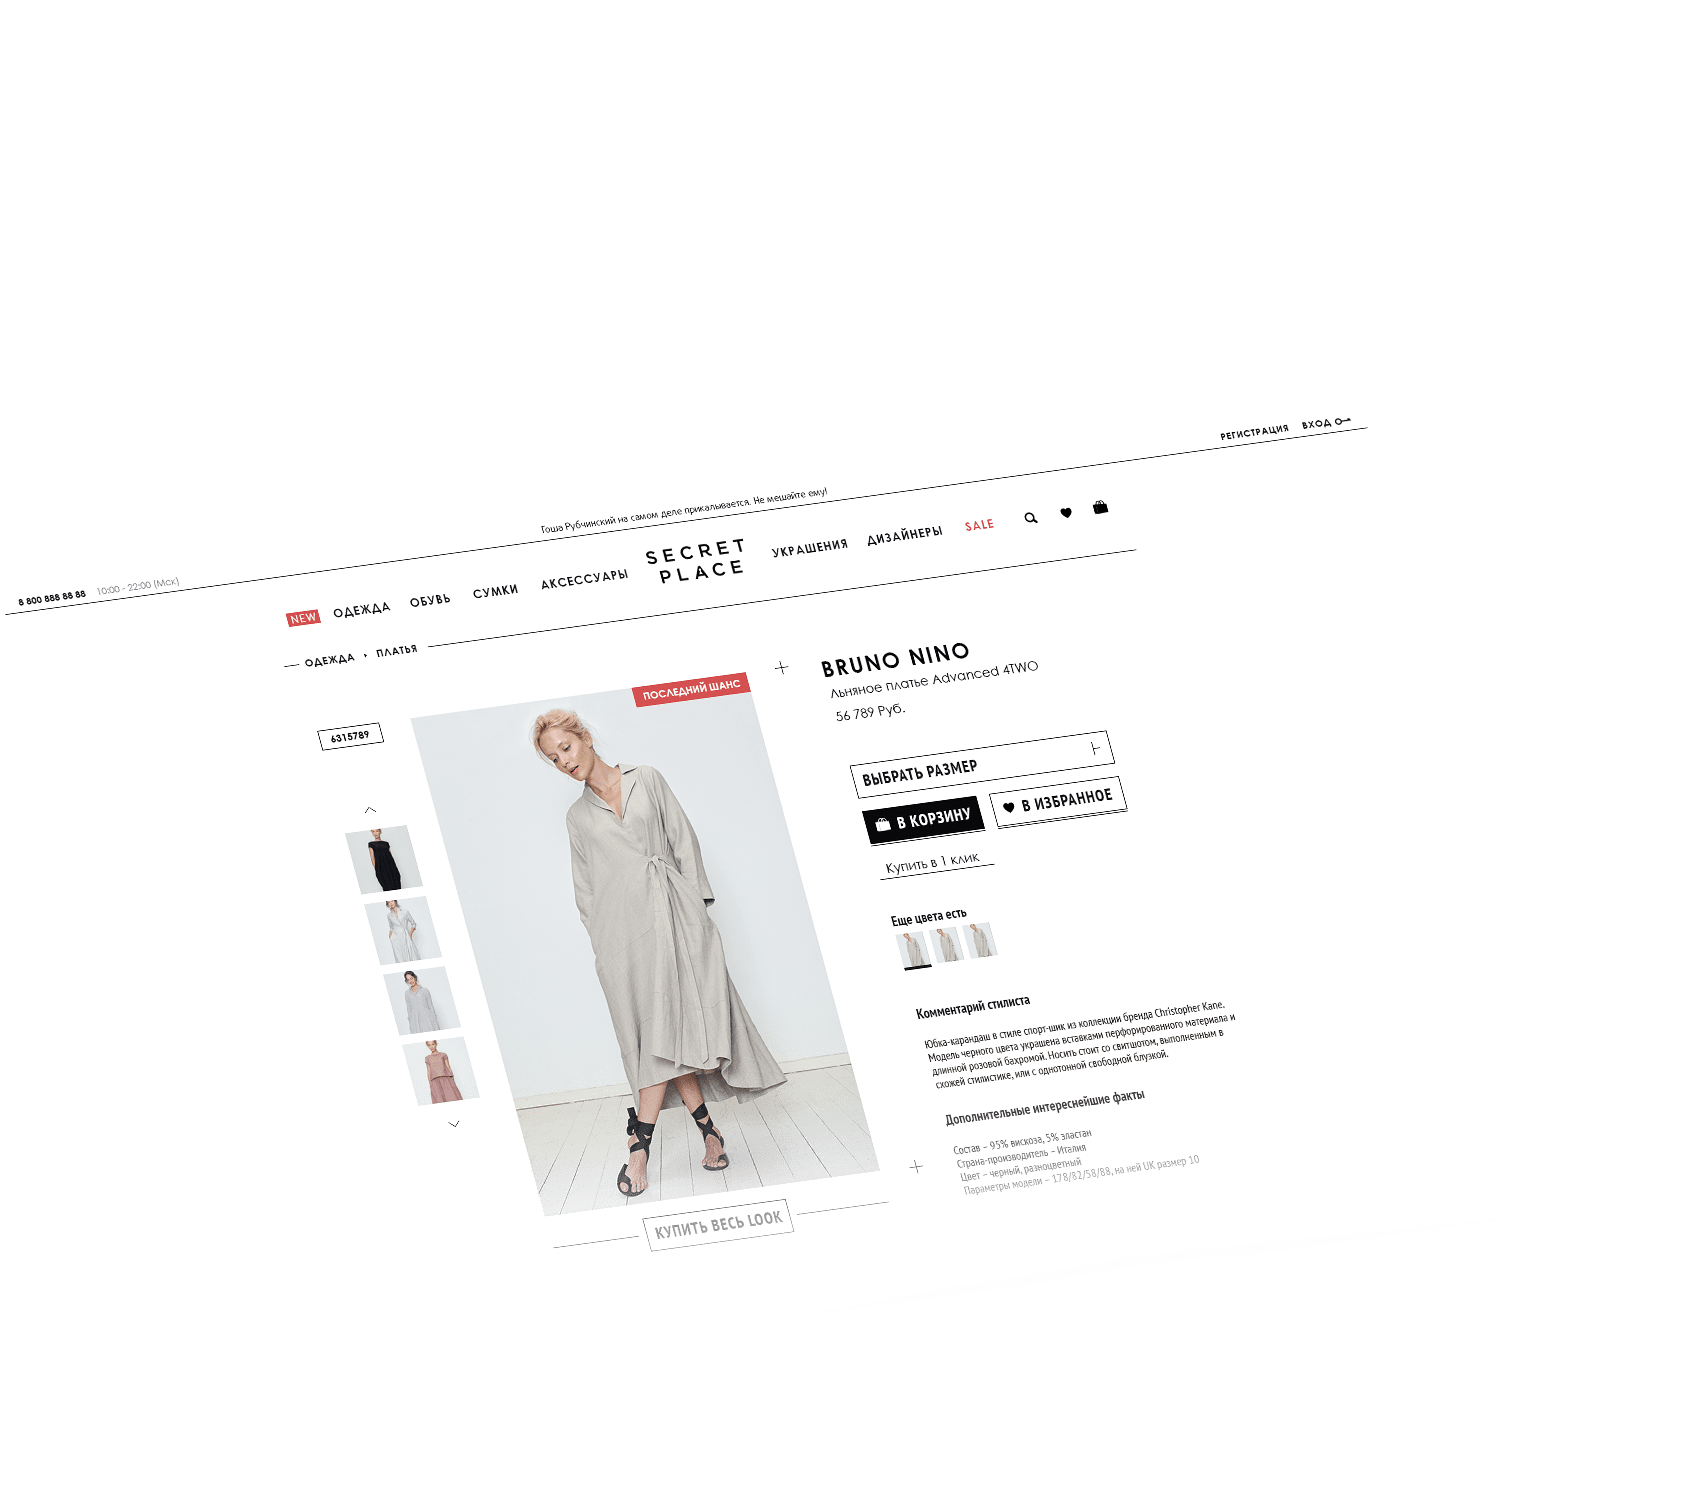 РЕГИСТРАЦИЯ ВХОД
8 800 888 88 88 10:00 - 22:00 (Мск)
Гоша Рубчинский на самом деле прикалывается. Не мешайте ему!
NEW ОДЕЖДА ОБУВЬ СУМКИ АКСЕССУАРЫ
SECRET
PLACE
УКРАШЕНИЯ ДИЗАЙНЕРЫ SALE
ОДЕЖДА ПЛАТЬЯ
6315789
ПОСЛЕДНИЙ ШАНС
BRUNO NINO
Льняное платье Advanced 4TWO
56 789 Руб.
ВЫБРАТЬ РАЗМЕР
В КОРЗИНУ
В ИЗБРАННОЕ
Купить в 1 клик
Еще цвета есть
Комментарий стилиста
Юбка-карандаш в стиле спорт-шик из коллекции бренда Christopher Kane.
Модель черного цвета украшена вставками перфорированного материала и
длинной розовой бахромой. Носить стоит со свитшотом, выполненным в
схожей стилистике, или с однотонной свободной блузкой.
Дополнительные интереснейшие факты
Состав – 95% вискоза, 5% эластан
Страна-производитель – Италия
Цвет – черный, разноцветный
Параметры модели – 178/82/58/88, на ней UK размер 10
КУПИТЬ ВЕСЬ LOOK